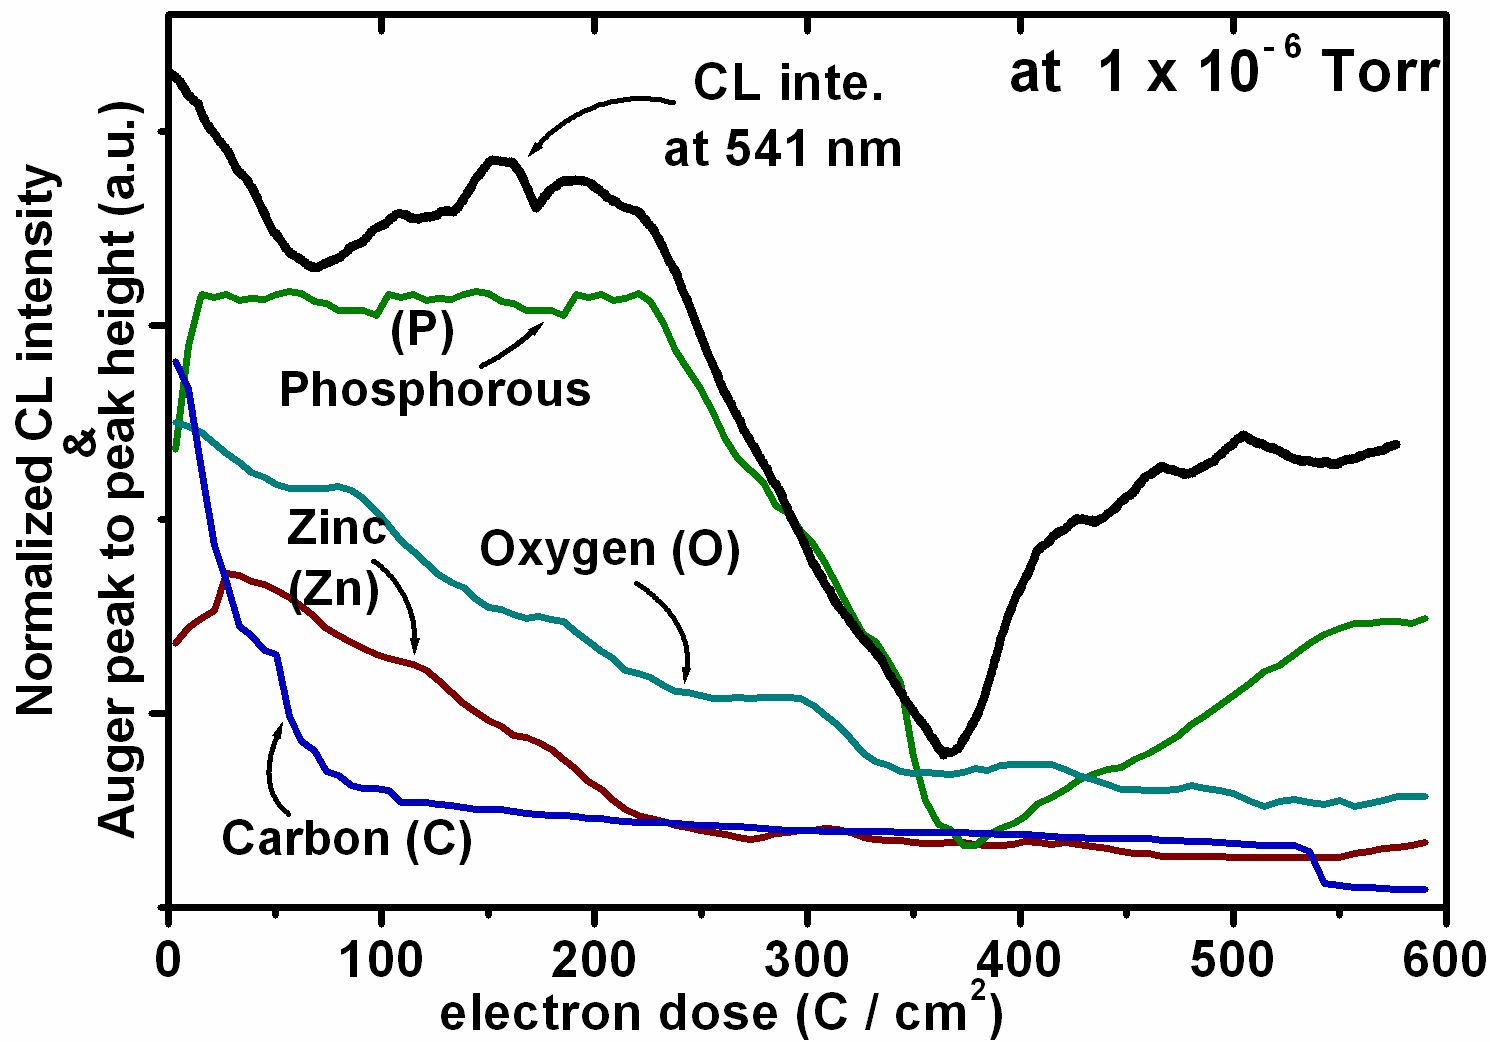 at 1 x 10⁻⁶ Torr
CL inte.
at 541 nm
(P)
Phosphorous
Zinc
(Zn)
Oxygen (O)
Carbon (C)
Normalized CL intensity
&
Auger peak to peak height (a.u.)
0 100 200 300 400 500 600
electron dose (C / cm²)